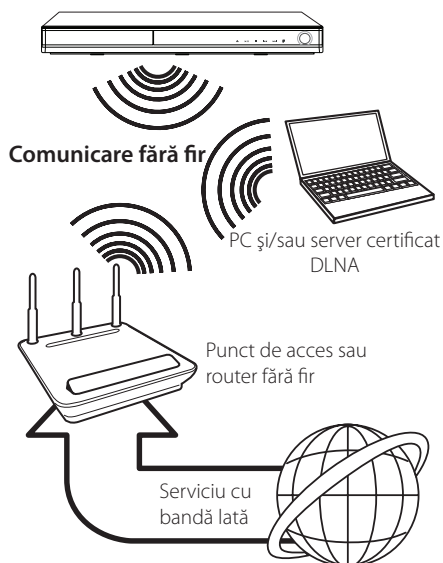 Comunicare fără fir
PC şi/sau server certificat
DLNA
Punct de acces sau
router fără fir
Serviciu cu
bandă lată